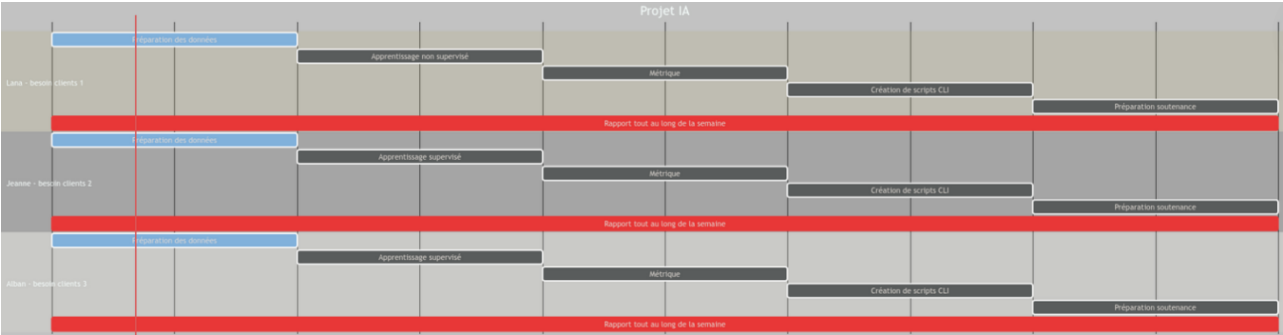 Projet IA
Préparation des données
Apprentissage non supervisé
Métrique
Lana - besoin clients 1
Création de scripts CLI
Préparation soutenance
Rapport tout au long de la semaine
Préparation des données
Apprentissage supervisé
Métrique
Jeanne - besoin clients 2
Création de scripts CLI
Préparation soutenance
Rapport tout au long de la semaine
Préparation des données
Apprentissage supervisé
Métrique
Alban - besoin clients 3
Création de scripts CLI
Préparation soutenance
Rapport tout au long de la semaine